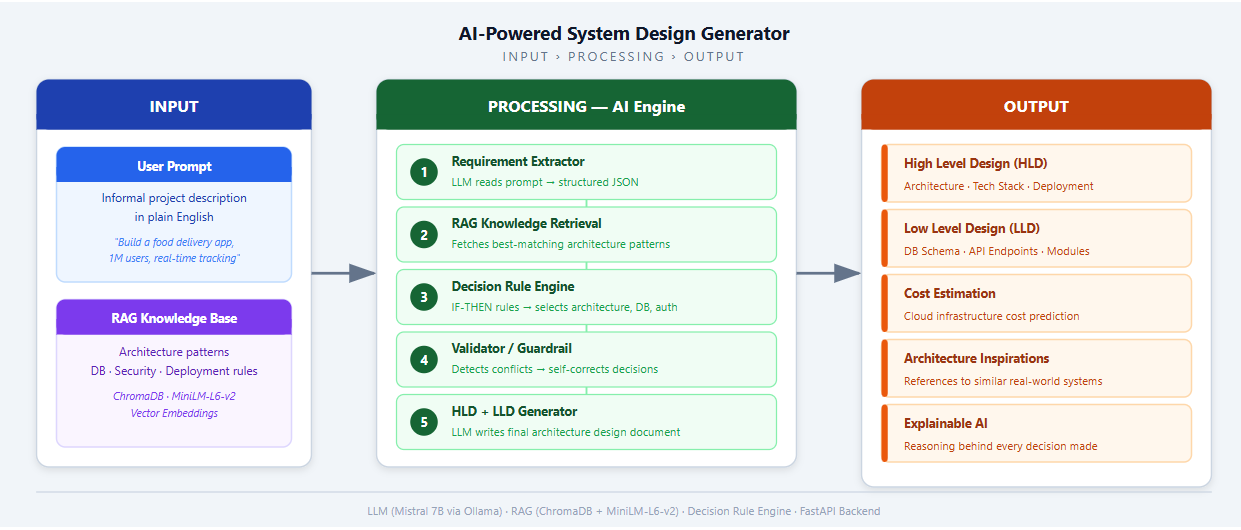 AI-Powered System Design Generator
INPUT › PROCESSING › OUTPUT
INPUT
User Prompt
Informal project description
in plain English
"Build a food delivery app,
1M users, real-time tracking"
RAG Knowledge Base
Architecture patterns
DB · Security · Deployment rules
ChromaDB · MiniLM-L6-v2
Vector Embeddings
PROCESSING — AI Engine
1
Requirement Extractor
LLM reads prompt → structured JSON
2
RAG Knowledge Retrieval
Fetches best-matching architecture patterns
3
Decision Rule Engine
IF-THEN rules → selects architecture, DB, auth
4
Validator / Guardrail
Detects conflicts → self-corrects decisions
5
HLD + LLD Generator
LLM writes final architecture design document
OUTPUT
High Level Design (HLD)
Architecture · Tech Stack · Deployment
Low Level Design (LLD)
DB Schema · API Endpoints · Modules
Cost Estimation
Cloud infrastructure cost prediction
Architecture Inspirations
References to similar real-world systems
Explainable AI
Reasoning behind every decision made
LLM (Mistral 7B via Ollama) · RAG (ChromaDB + MiniLM-L6-v2) · Decision Rule Engine · FastAPI Backend